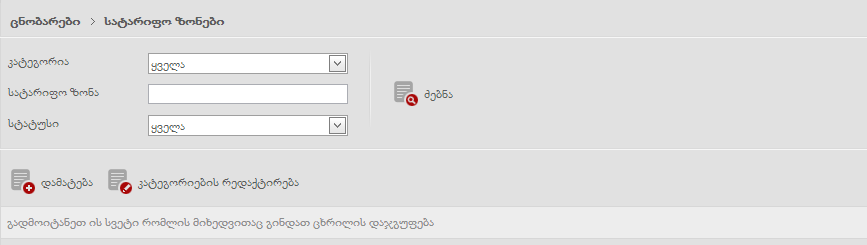 ცნობარები > სატარიფო ზონები
კატეგორია ყველა
სატარიფო ზონა
ძებნა
სტატუსი ყველა
დამატება კატეგორიების რედაქტირება
გადმოიტანეთ ის სვეტი რომლის მიხედვითაც გინდათ ცხრილის დაჯგუფება